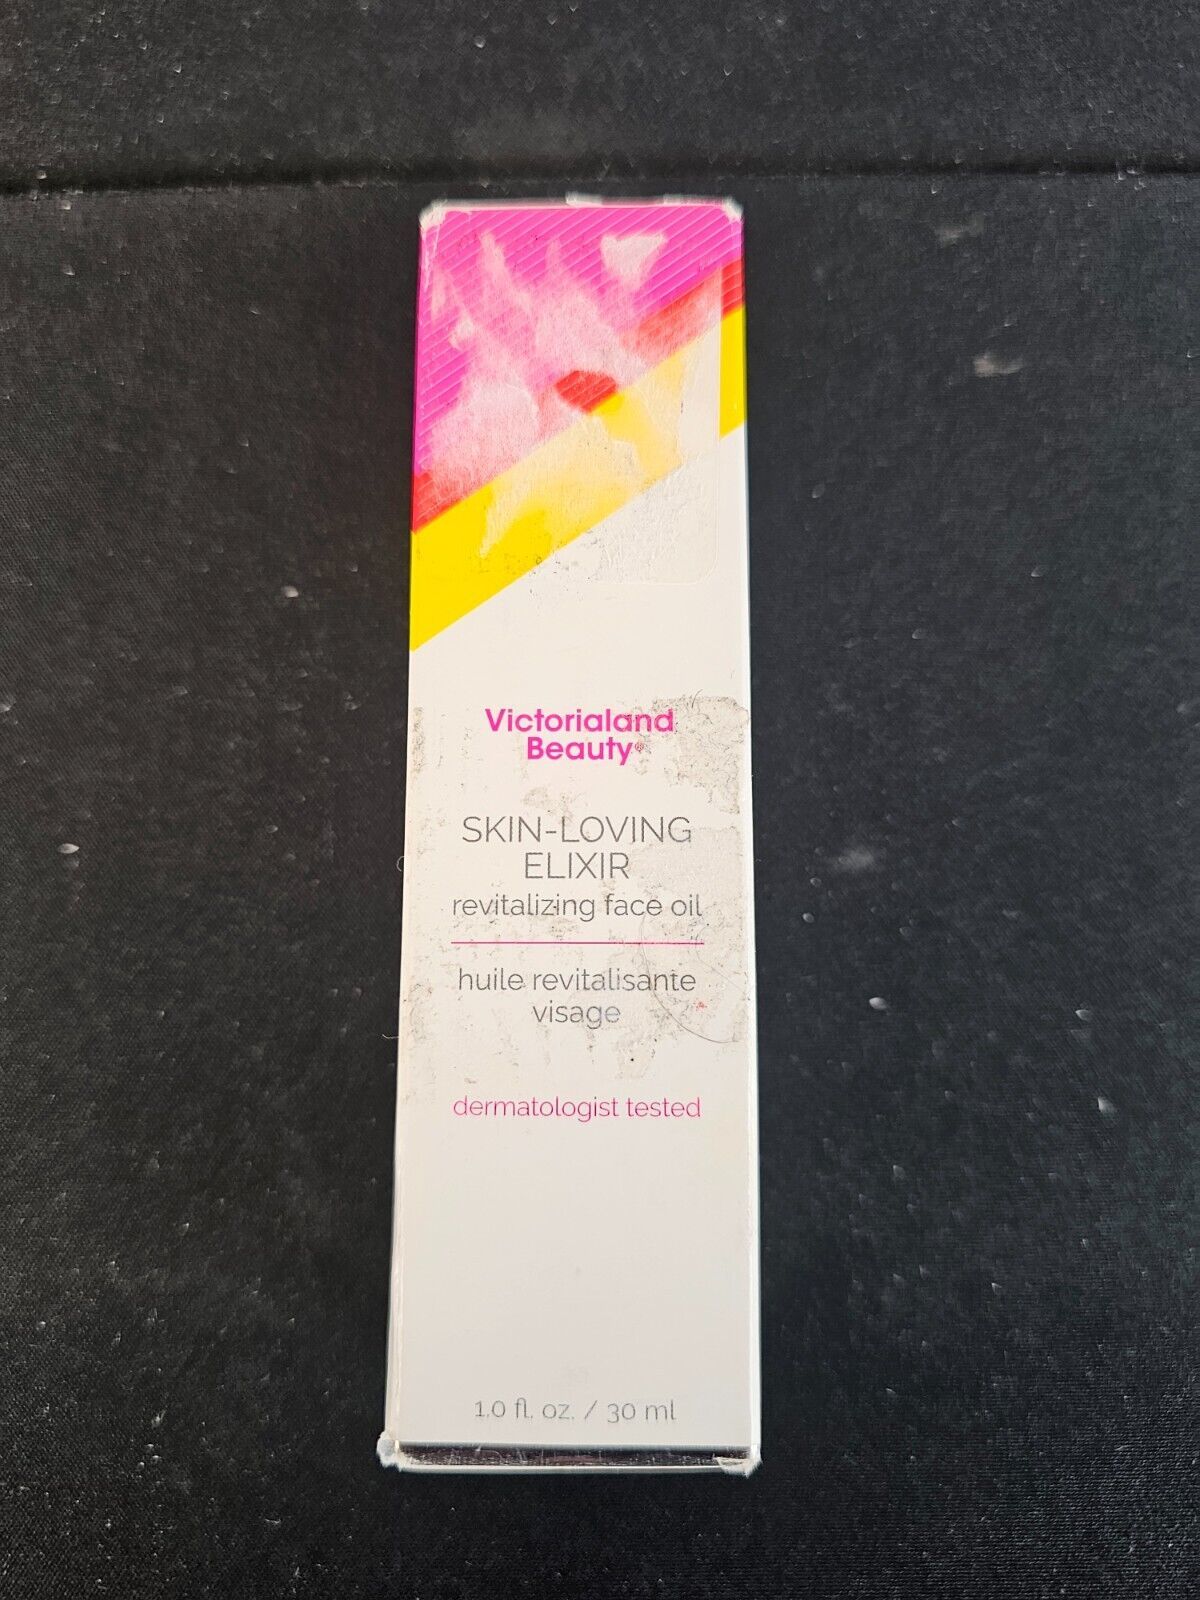 Victorialand
Beauty®
SKIN-LOVING
ELIXIR
revitalizing face oil
huile revitalisante
visage
dermatologist tested
1.0 fl. oz. / 30 ml